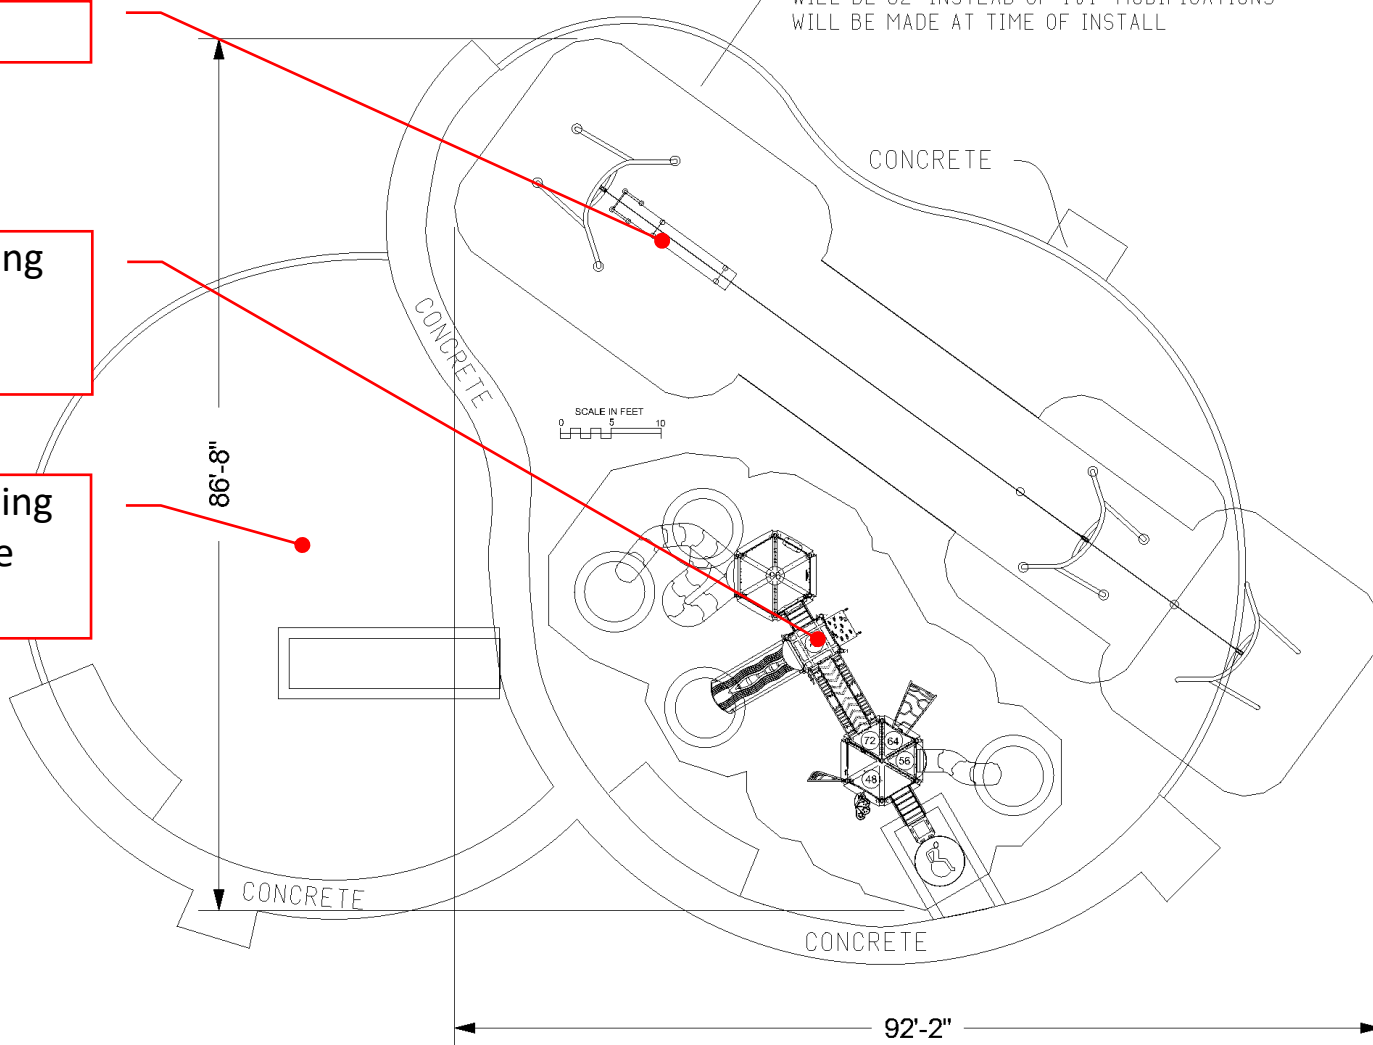 WILL BE MADE AT TIME OF INSTALL
CONCRETE
ing
CONCRETE
SCALE IN FEET
0 5 10
86'-8"
ing
e
72
64
56
48
CONCRETE
CONCRETE
92'-2"